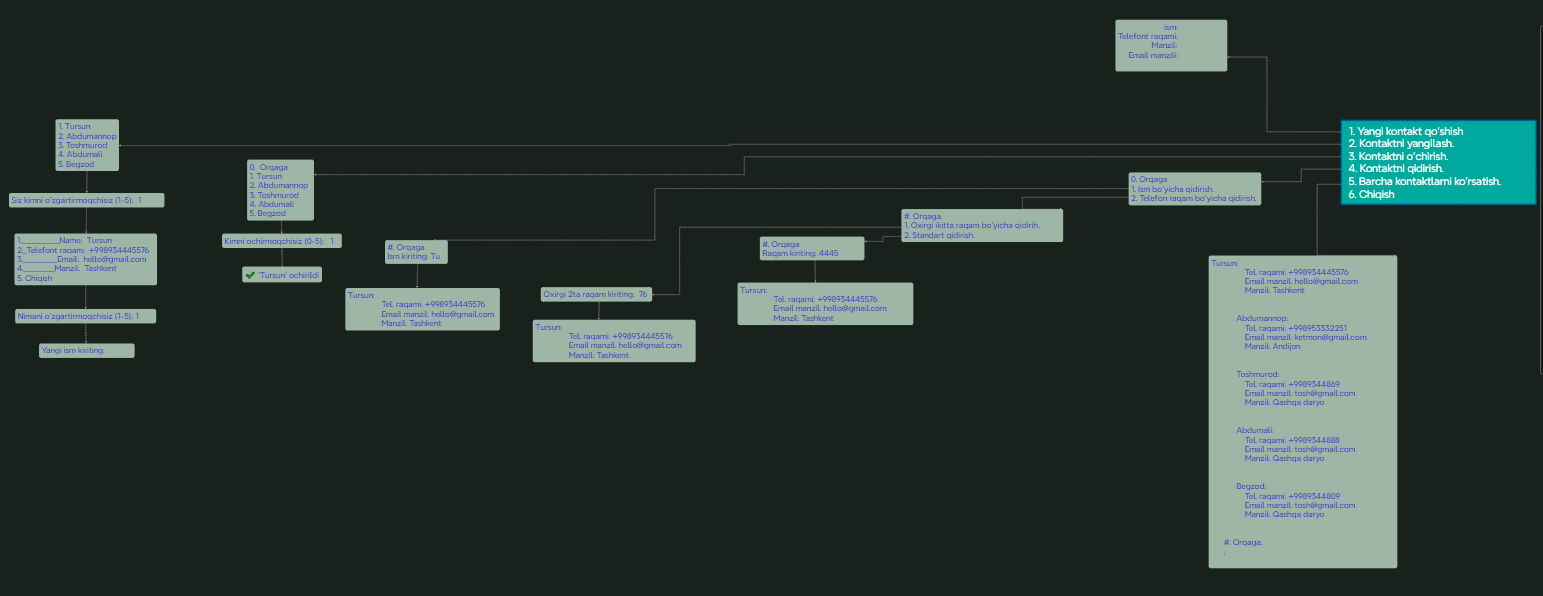 ism:
Telefont raqami:
Manzil:
Email manzili:
1. Yangi kontakt qo'shish
2. Kontaktni yangilash.
3. Kontaktni o'chirish.
4. Kontaktni qidirish.
5. Barcha kontaktlarni ko'rsatish.
6. Chiqish
1. Tursun
2. Abdumannop
3. Toshmurod
4. Abdumali
5. Begzod
Siz kimni o'zgartirmoqchisiz (1-5): 1
1.________Name: Tursun
2._Telefont raqam: +998934445576
3.________Email: hello@gmail.com
4._______Manzil: Tashkent
5. Chiqish
Nimani o'zgartirmoqchisiz (1-5): 1
Yangi ism kiriting:
0. Orqaga
1. Tursun
2. Abdumannop
3. Toshmurod
4. Abdumali
5. Begzod
Kimni ochirmoqchisiz (0-5): 1
'Tursun' ochirildi
0. Orqaga
1. Ism bo'yicha qidirish.
2. Telefon raqam bo'yicha qidirish.
#. Orqaga
Ism kiriting: Tu
Tursun:
Tel. raqami: +998934445576
Email manzil: hello@gmail.com
Manzil: Tashkent
#. Orqaga.
1. Oxirgi ikitta raqam bo'yicha qidirih.
2. Standart qidirish.
Oxirgi 2ta raqam kiriting: 76
Tursun:
Tel. raqami: +998934445576
Email manzil: hello@gmail.com
Manzil: Tashkent
#. Orqaga
Raqam kiriting: 4445
Tursun:
Tel. raqami: +998934445576
Email manzil: hello@gmail.com
Manzil: Tashkent
Tursun:
Tel. raqami: +998934445576
Email manzil: hello@gmail.com
Manzil: Tashkent
Abdumannop:
Tel. raqami: +998953332251
Email manzil: ketmon@gmail.com
Manzil: Andijon
Toshmurod:
Tel. raqami: +9989344869
Email manzil: tosh@gmail.com
Manzil: Qashqa daryo
Abdumali:
Tel. raqami: +9989344888
Email manzil: tosh@gmail.com
Manzil: Qashqa daryo
Begzod:
Tel. raqami: +9989344809
Email manzil: tosh@gmail.com
Manzil: Qashqa daryo
#. Orqaga.
: